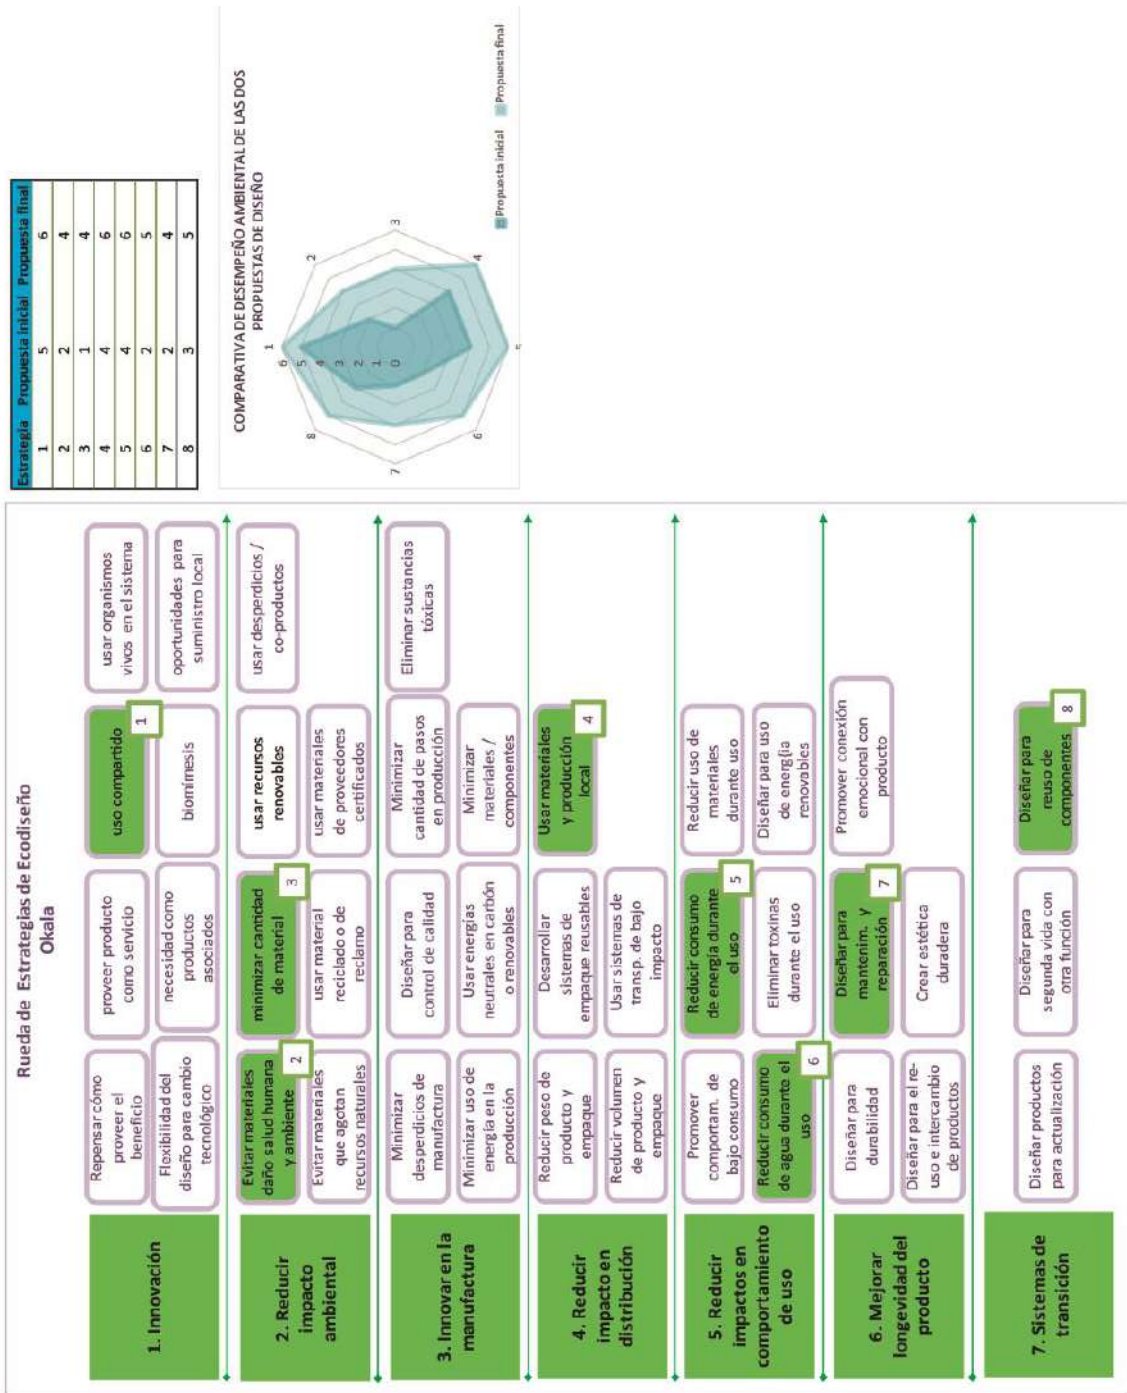 Rueda de Estrategias de Ecodiseño
Okala
1. Innovación
Repensar cómo
proveer el
beneficio
proveer producto
como servicio
uso compartido
1
usar organismos
vivos en el sistema
Flexibilidad del
diseño para cambio
tecnológico
necesidad como
productos
asociados
biomímesis
oportunidades para
suministro local
2. Reducir
impacto
ambiental
Evitar materiales
daño salud humana
y ambiente
2
minimizar cantidad
de material
3
usar recursos
renovables
usar desperdicios /
co-productos
Evitar materiales
que agotan
recursos naturales
usar material
reciclado o de
reclamo
usar materiales
de proveedores
certificados
3. Innovar en la
manufactura
Minimizar
desperdicios de
manufactura
Diseñar para
control de calidad
Minimizar
cantidad de pasos
en producción
Eliminar sustancias
tóxicas
Minimizar uso de
energía en la
producción
Usar energías
neutrales en carbón
o renovables
Minimizar
materiales /
componentes
4. Reducir
impacto en
distribución
Reducir peso de
producto y
empaque
Desarrollar
sistemas de
empaque reusables
Usar materiales
y producción
local
4
Reducir volumen
de producto y
empaque
Usar sistemas de
transp. de bajo
impacto
5. Reducir
impactos en
comportamiento
de uso
Promover
comportam. de
bajo consumo
Reducir consumo
de energía durante
el uso
5
Reducir uso de
materiales
durante uso
Reducir consumo
de agua durante el
uso
6
Eliminar toxinas
durante el uso
Diseñar para uso
de energía
renovables
6. Mejorar
longevidad del
producto
Diseñar para
durabilidad
Diseñar para
mantenim. y
reparación
7
Promover conexión
emocional con
producto
Diseñar para el re-
uso e intercambio
de productos
Crear estética
duradera
7. Sistemas de
transición
Diseñar productos
para actualización
Diseñar para
segunda vida con
otra función
Diseñar para
reuso de
componentes
8
Estrategia Propuesta inicial Propuesta final
1 5 6
2 2 4
3 1 4
4 4 6
5 4 6
6 2 5
7 2 4
8 3 5
COMPARATIVA DE DESEMPEÑO AMBIENTAL DE LAS DOS
PROPUESTAS DE DISEÑO
1
2
3
4
5
6
7
8
6
5
4
3
2
1
0
Propuesta inicial Propuesta final